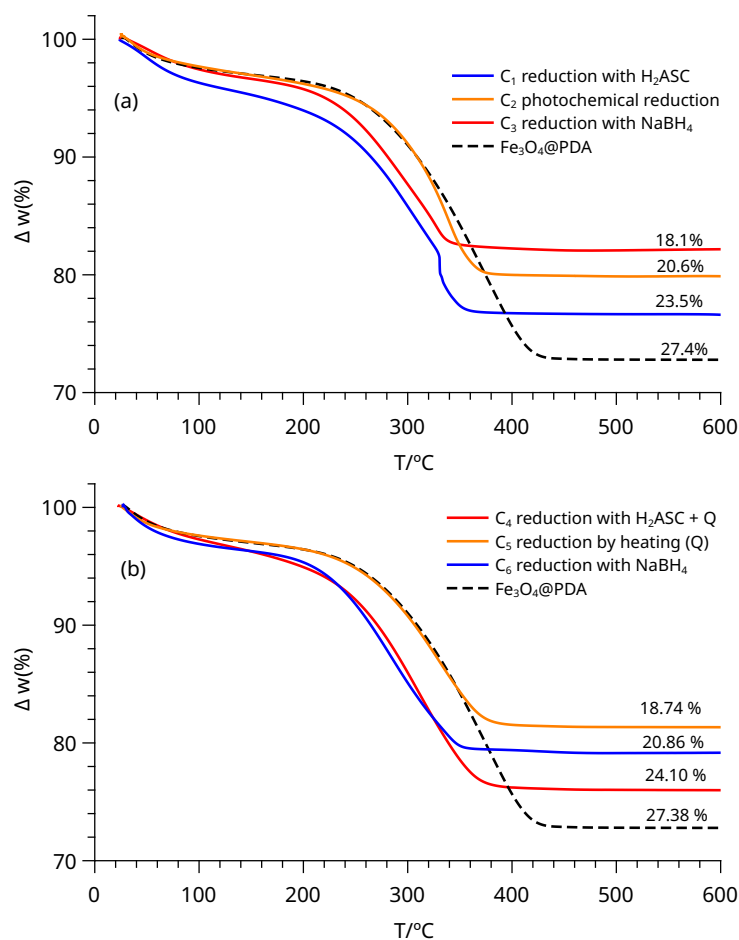 100
90
80
70
Δ w(%)
(a)
C₁ reduction with H₂ASC
C₂ photochemical reduction
C₃ reduction with NaBH₄
Fe₃O₄@PDA
18.1%
20.6%
23.5%
27.4%
0 100 200 300 400 500 600
T/ºC
100
90
80
70
Δ w(%)
(b)
C₄ reduction with H₂ASC + Q
C₅ reduction by heating (Q)
C₆ reduction with NaBH₄
Fe₃O₄@PDA
18.74 %
20.86 %
24.10 %
27.38 %
0 100 200 300 400 500 600
T/ºC